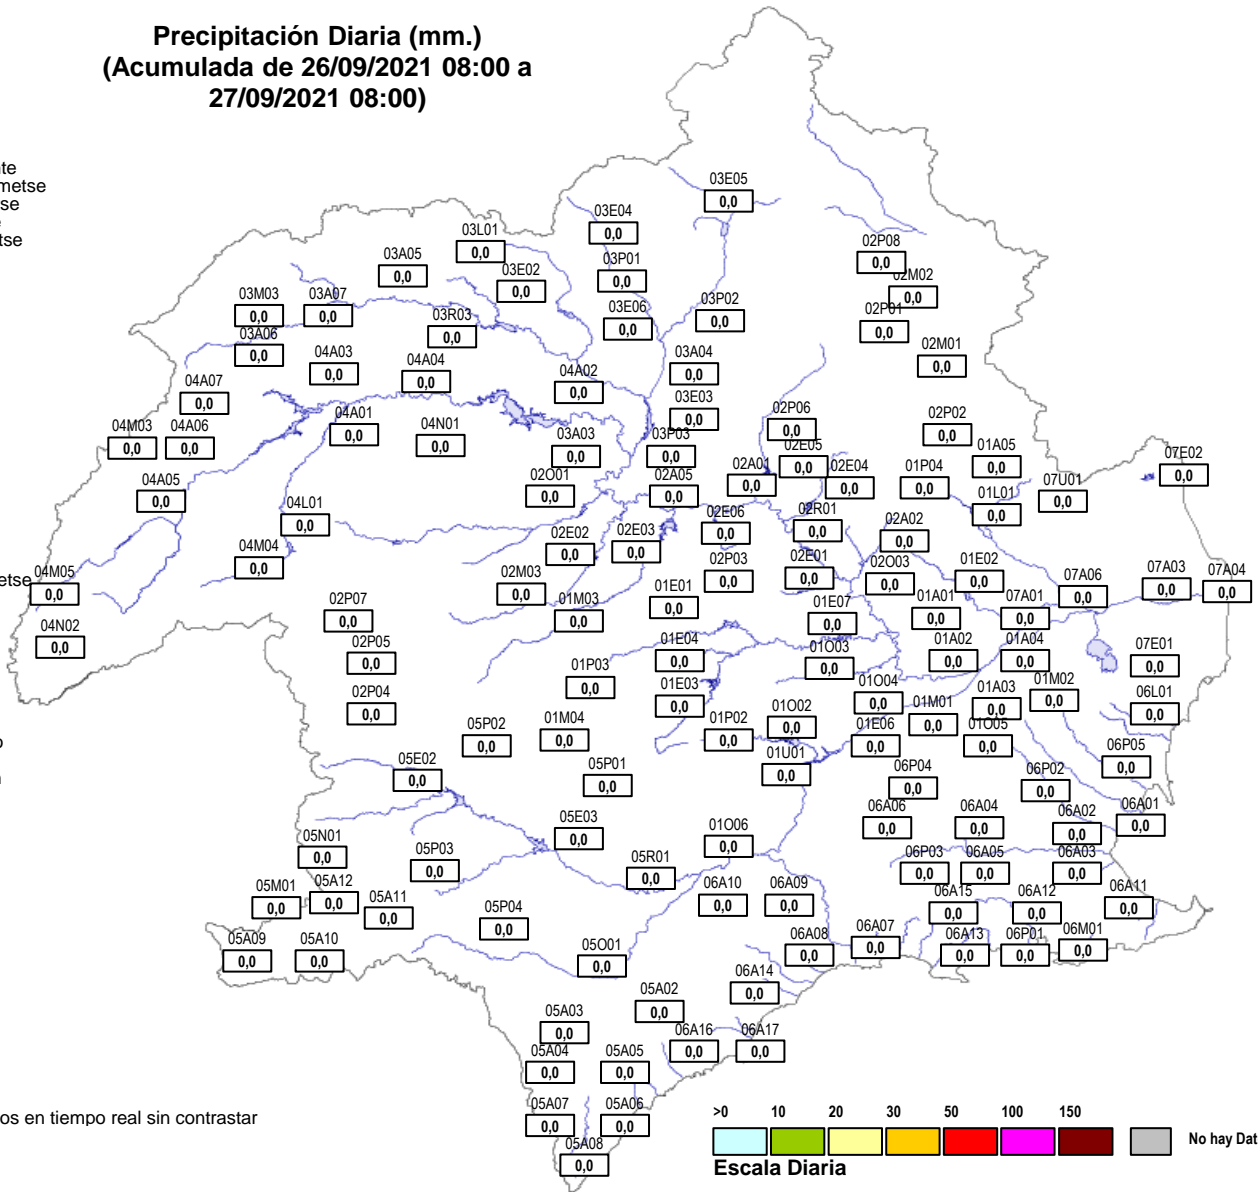 Precipitación Diaria (mm.)
(Acumulada de 26/09/2021 08:00 a
27/09/2021 08:00)
te
metse
se
tse
03E05
0,0
03E04
0,0
03L01
0,0
03A05
0,0
03P01
0,0
03E02
0,0
02P08
0,0
02M02
0,0
03M03
0,0
03A07
0,0
03R03
0,0
03E06
0,0
03P02
0,0
02P01
0,0
03A06
0,0
04A03
0,0
04A04
0,0
04A02
0,0
03A04
0,0
02M01
0,0
04A07
0,0
03E03
0,0
04M03
0,0
04A06
0,0
04A01
0,0
04N01
0,0
03A03
0,0
03P03
0,0
02P06
0,0
02P02
0,0
02E05
0,0
01A05
0,0
07E02
0,0
04A05
0,0
02O01
0,0
02A05
0,0
02A01
0,0
02E04
0,0
01P04
0,0
07U01
0,0
01L01
0,0
04L01
0,0
02E06
0,0
02R01
0,0
02A02
0,0
04M04
0,0
02E02
0,0
02E03
0,0
metse
04M05
0,0
02M03
0,0
02P03
0,0
02E01
0,0
02O03
0,0
01E02
0,0
07A06
0,0
07A03
0,0
07A04
0,0
02P07
0,0
01M03
0,0
01E01
0,0
01E07
0,0
01A01
0,0
07A01
0,0
04N02
0,0
02P05
0,0
01E04
0,0
01O03
0,0
01A02
0,0
01A04
0,0
07E01
0,0
01P03
0,0
02P04
0,0
01E03
0,0
01O04
0,0
01M01
0,0
01A03
0,0
01M02
0,0
06L01
0,0
05P02
0,0
01M04
0,0
01P02
0,0
01O02
0,0
01E06
0,0
01O05
0,0
05E02
0,0
05P01
0,0
01U01
0,0
06P04
0,0
06P02
0,0
06P05
0,0
05E03
0,0
01O06
0,0
06A06
0,0
06A04
0,0
06A02
0,0
06A01
0,0
05N01
0,0
05P03
0,0
05R01
0,0
06P03
0,0
06A05
0,0
06A03
0,0
05M01
0,0
05A12
0,0
05A11
0,0
05P04
0,0
06A10
0,0
06A09
0,0
06A15
0,0
06A12
0,0
06A11
0,0
05A09
0,0
05A10
0,0
05O01
0,0
06A08
0,0
06A07
0,0
06A13
0,0
06P01
0,0
06M01
0,0
06A14
0,0
05A02
0,0
05A03
0,0
06A16
0,0
06A17
0,0
05A04
0,0
05A05
0,0
05A07
0,0
05A06
0,0
05A08
0,0
os en tiempo real sin contrastar
>0 10 20 30 50 100 150
No hay Dat
Escala Diaria